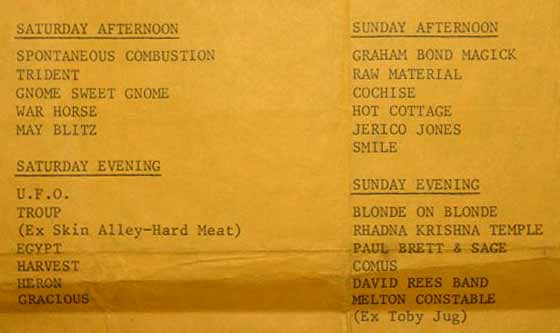 SATURDAY AFTERNOON
SPONTANEOUS COMBUSTION
TRIDENT
GNOME SWEET GNOME
WAR HORSE
MAY BLITZ
SATURDAY EVENING
U.F.O.
TROUP
(Ex Skin Alley-Hard Meat)
EGYPT
HARVEST
HERON
GRACIOUS
SUNDAY AFTERNOON
GRAHAM BOND MAGICK
RAW MATERIAL
COCHISE
HOT COTTAGE
JERICO JONES
SMILE
SUNDAY EVENING
BLONDE ON BLONDE
RHADNA KRISHNA TEMPLE
PAUL BRETT & SAGE
COMUS
DAVID REES BAND
MELTON CONSTABLE
(Ex Toby Jug)